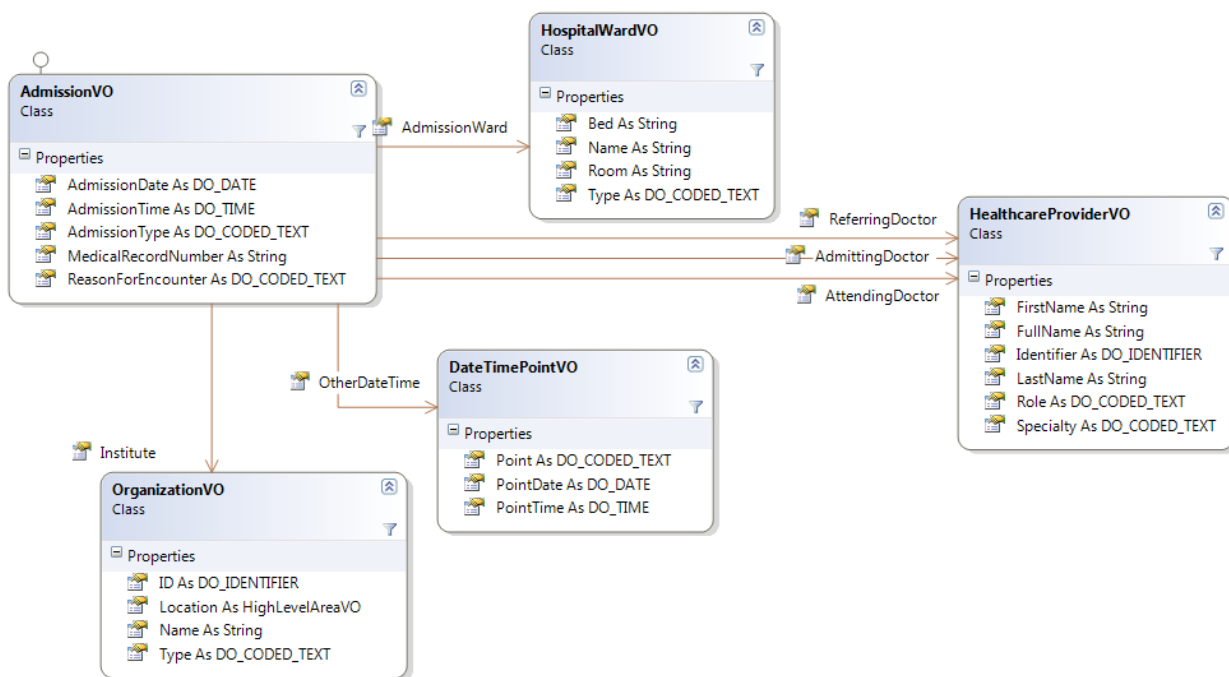 HospitalWardVO
Class
Properties
Bed As String
Name As String
Room As String
Type As DO_CODED_TEXT
AdmissionVO
Class
Properties
AdmissionDate As DO_DATE
AdmissionTime As DO_TIME
AdmissionType As DO_CODED_TEXT
MedicalRecordNumber As String
ReasonForEncounter As DO_CODED_TEXT
AdmissionWard
ReferringDoctor
AdmittingDoctor
AttendingDoctor
HealthcareProviderVO
Class
Properties
FirstName As String
FullName As String
Identifier As DO_IDENTIFIER
LastName As String
Role As DO_CODED_TEXT
Specialty As DO_CODED_TEXT
OtherDateTime
DateTimePointVO
Class
Properties
Point As DO_CODED_TEXT
PointDate As DO_DATE
PointTime As DO_TIME
Institute
OrganizationVO
Class
Properties
ID As DO_IDENTIFIER
Location As HighLevelAreaVO
Name As String
Type As DO_CODED_TEXT